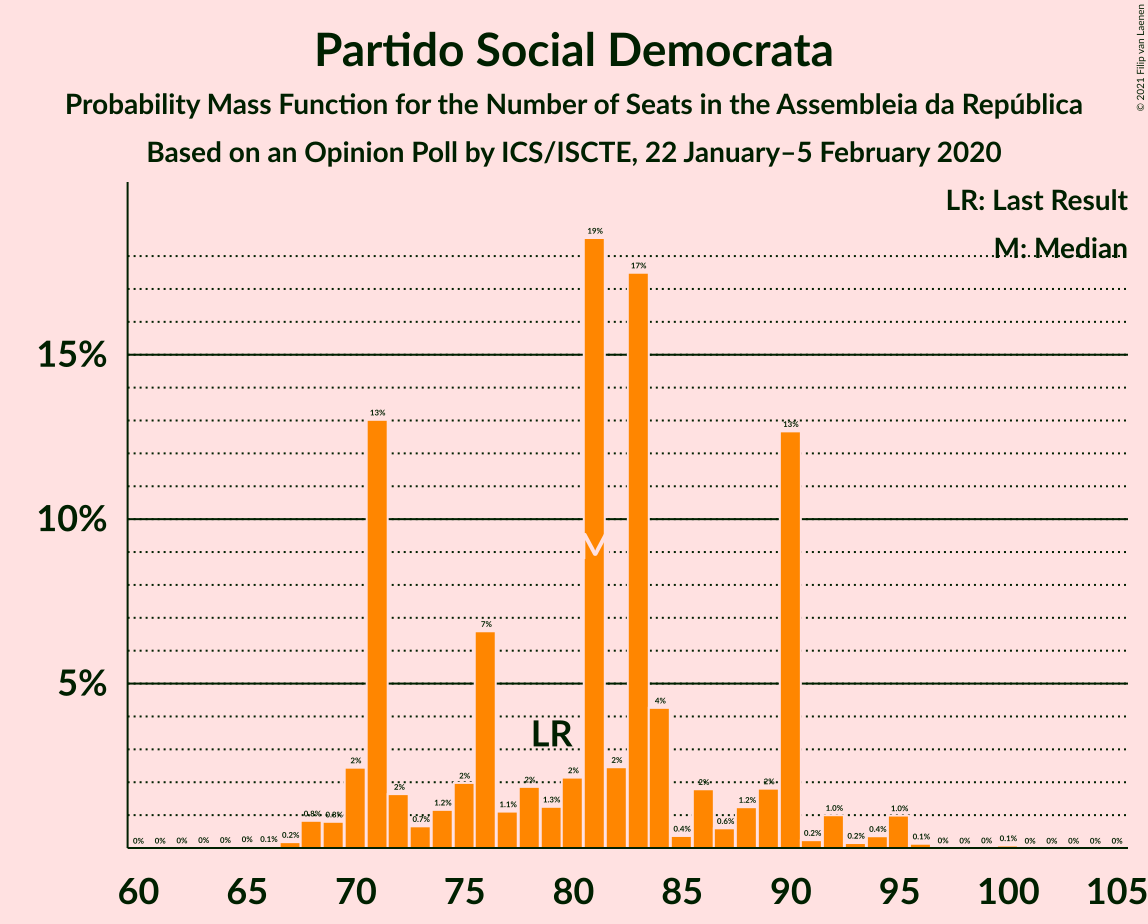 Partido Social Democrata
Probability Mass Function for the Number of Seats in the Assembleia da República
Based on an Opinion Poll by ICS/ISCTE, 22 January–5 February 2020
© 2021 Filip van Laenen
LR: Last Result
M: Median
15%
10%
5%
LR
M
0% 0% 0% 0% 0% 0% 0.1% 0.2% 0.8% 0.8% 2% 13% 2% 0.7% 1.2% 2% 7% 1.1% 2% 1.3% 2% 19% 2% 17% 4% 0.4% 2% 0.6% 1.2% 2% 13% 0.2% 1.0% 0.2% 0.4% 1.0% 0.1% 0% 0% 0% 0.1% 0% 0% 0% 0% 0%
60 65 70 75 80 85 90 95 100 105